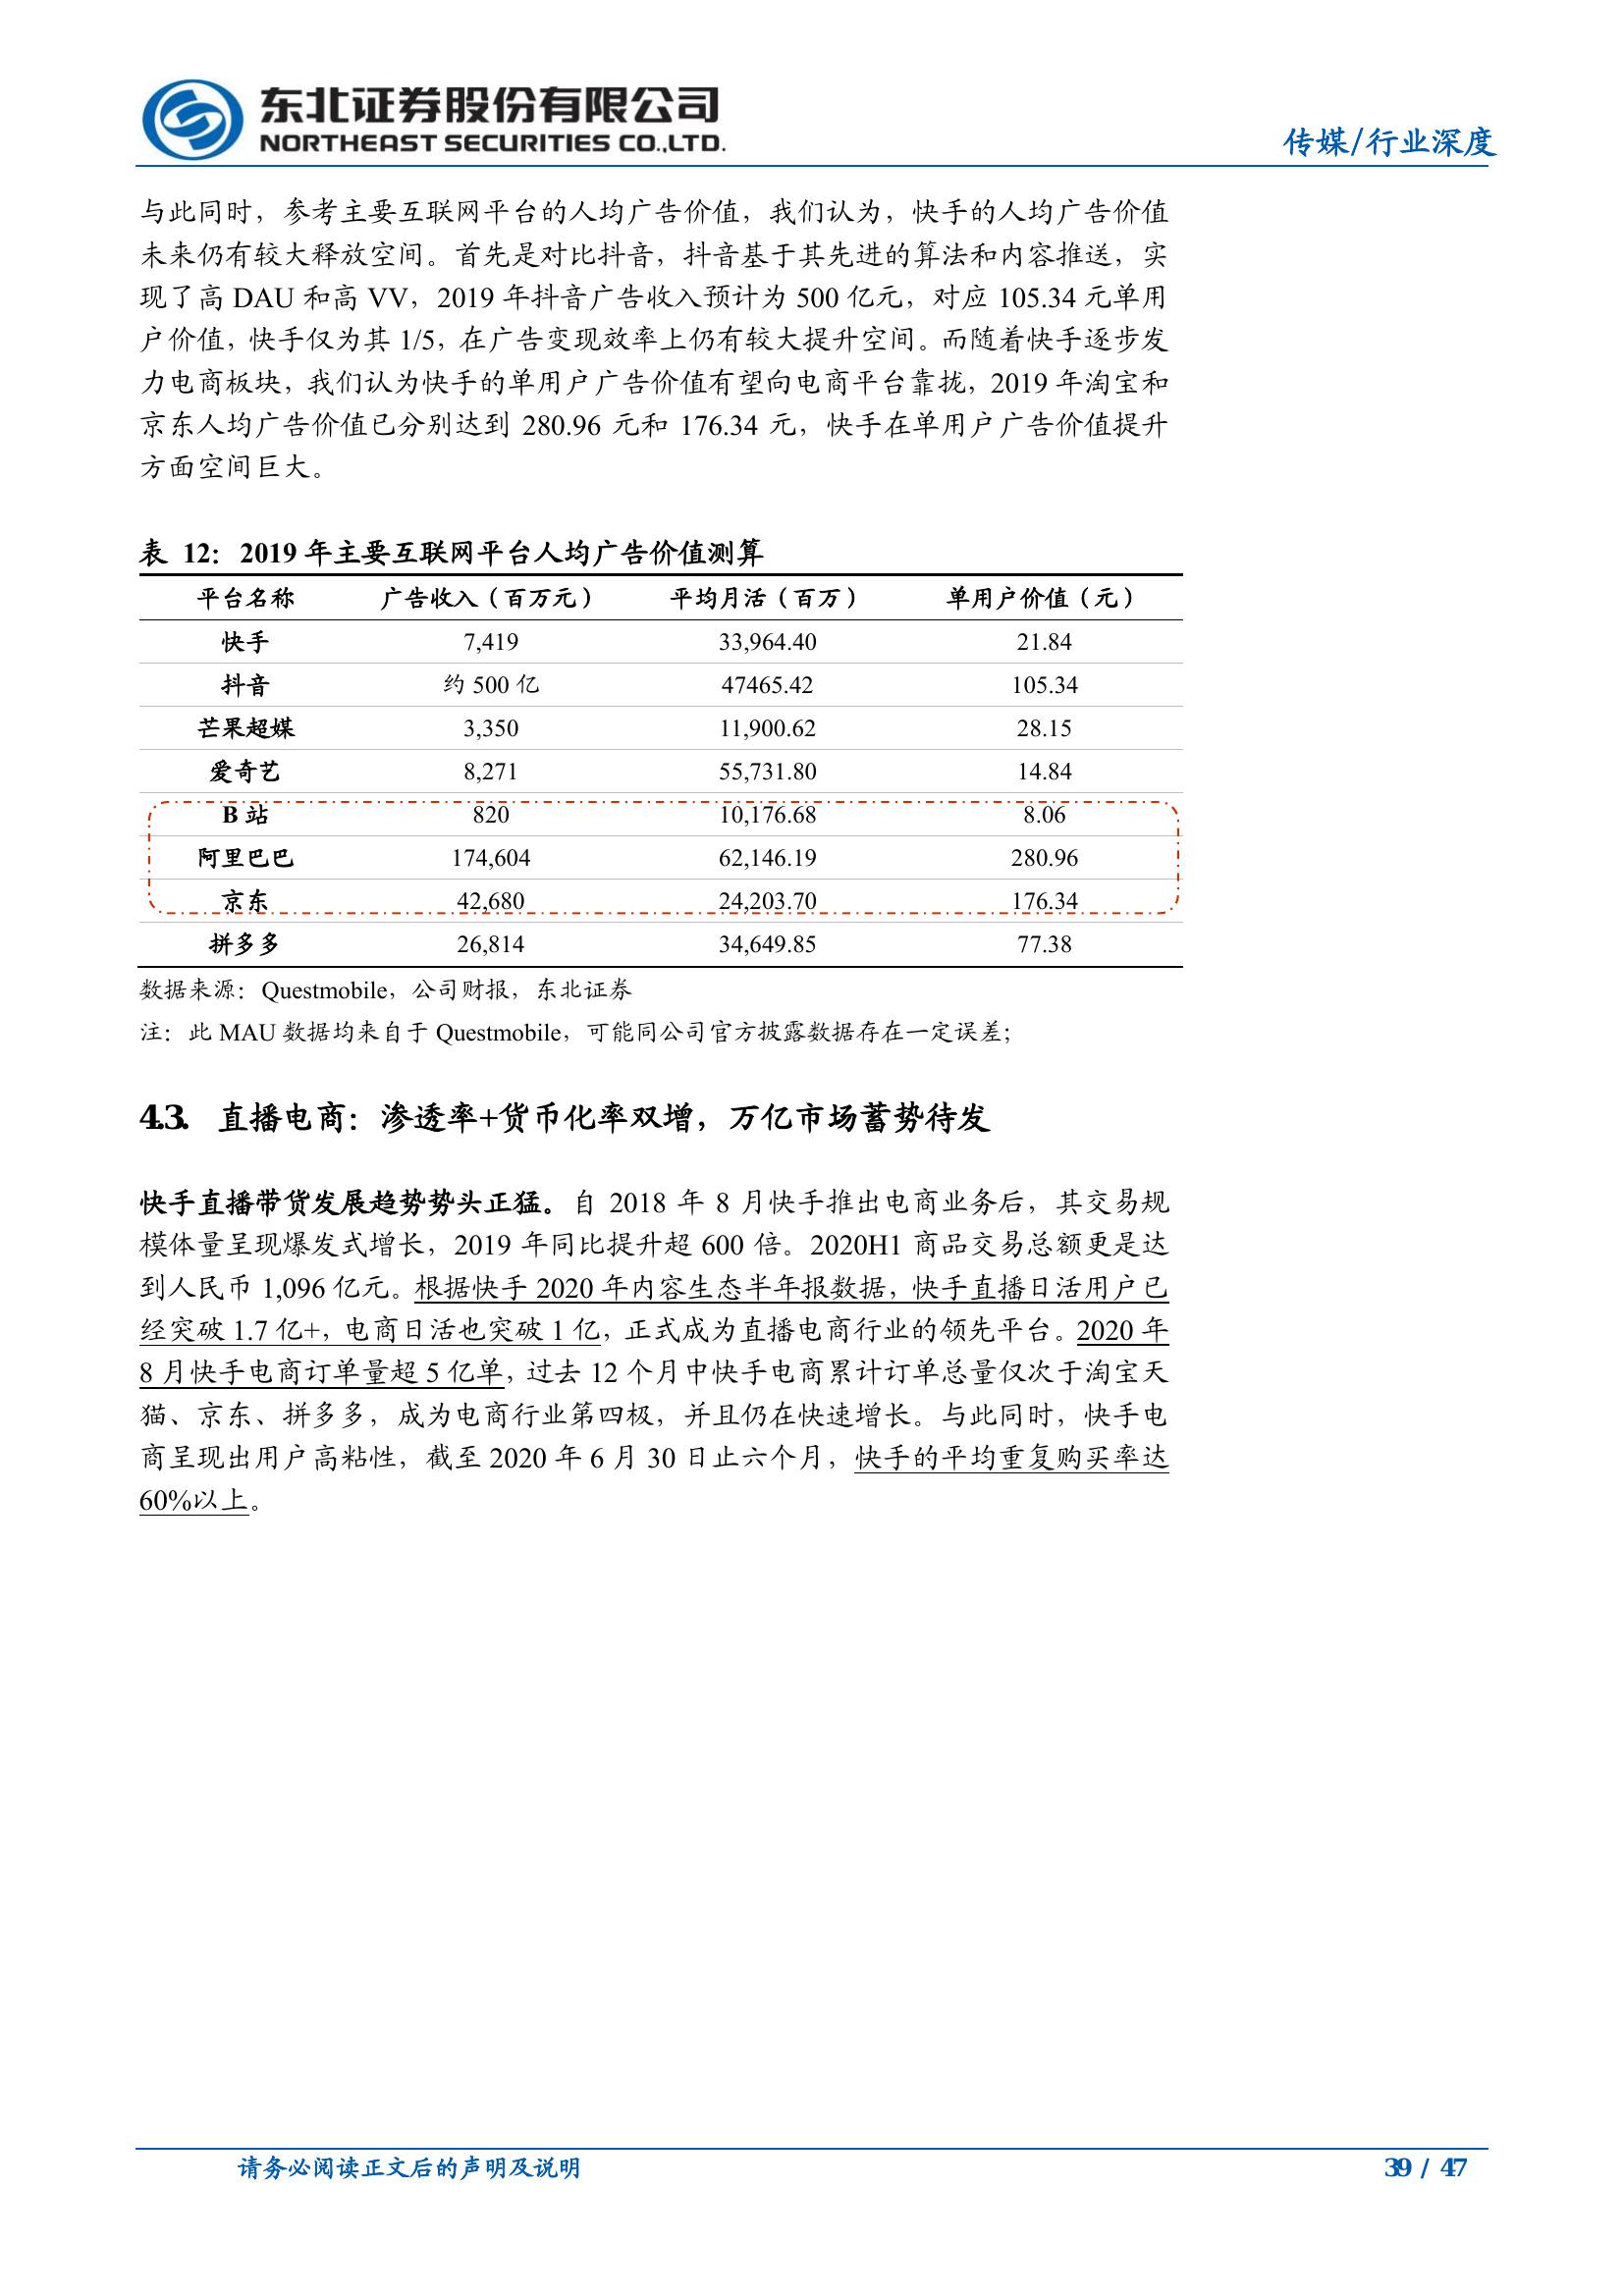 东北证券股份有限公司
NORTHEAST SECURITIES CO.,LTD.
传媒/行业深度
与此同时，参考主要互联网平台的人均广告价值，我们认为，快手的人均广告价值
未来仍有较大释放空间。首先是对比抖音，抖音基于其先进的算法和内容推送，实
现了高 DAU 和高 VV，2019 年抖音广告收入预计为 500 亿元，对应 105.34 元单用
户价值，快手仅为其 1/5，在广告变现效率上仍有较大提升空间。而随着快手逐步发
力电商板块，我们认为快手的单用户广告价值有望向电商平台靠拢，2019 年淘宝和
京东人均广告价值已分别达到 280.96 元和 176.34 元，快手在单用户广告价值提升
方面空间巨大。
表 12：2019 年主要互联网平台人均广告价值测算
平台名称 广告收入（百万元） 平均月活（百万） 单用户价值（元）
快手 7,419 33,964.40 21.84
抖音 约 500 亿 47465.42 105.34
芒果超媒 3,350 11,900.62 28.15
爱奇艺 8,271 55,731.80 14.84
B 站 820 10,176.68 8.06
阿里巴巴 174,604 62,146.19 280.96
京东 42,680 24,203.70 176.34
拼多多 26,814 34,649.85 77.38
数据来源：Questmobile，公司财报，东北证券
注：此 MAU 数据均来自于 Questmobile，可能同公司官方披露数据存在一定误差；
4.3. 直播电商：渗透率+货币化率双增，万亿市场蓄势待发
快手直播带货发展趋势势头正猛。自 2018 年 8 月快手推出电商业务后，其交易规
模体量呈现爆发式增长，2019 年同比提升超 600 倍。2020H1 商品交易总额更是达
到人民币 1,096 亿元。根据快手 2020 年内容生态半年报数据，快手直播日活用户已
经突破 1.7 亿+，电商日活也突破 1 亿，正式成为直播电商行业的领先平台。2020 年
8 月快手电商订单量超 5 亿单，过去 12 个月中快手电商累计订单总量仅次于淘宝天
猫、京东、拼多多，成为电商行业第四极，并且仍在快速增长。与此同时，快手电
商呈现出用户高粘性，截至 2020 年 6 月 30 日止六个月，快手的平均重复购买率达
60%以上。
请务必阅读正文后的声明及说明
39 / 47